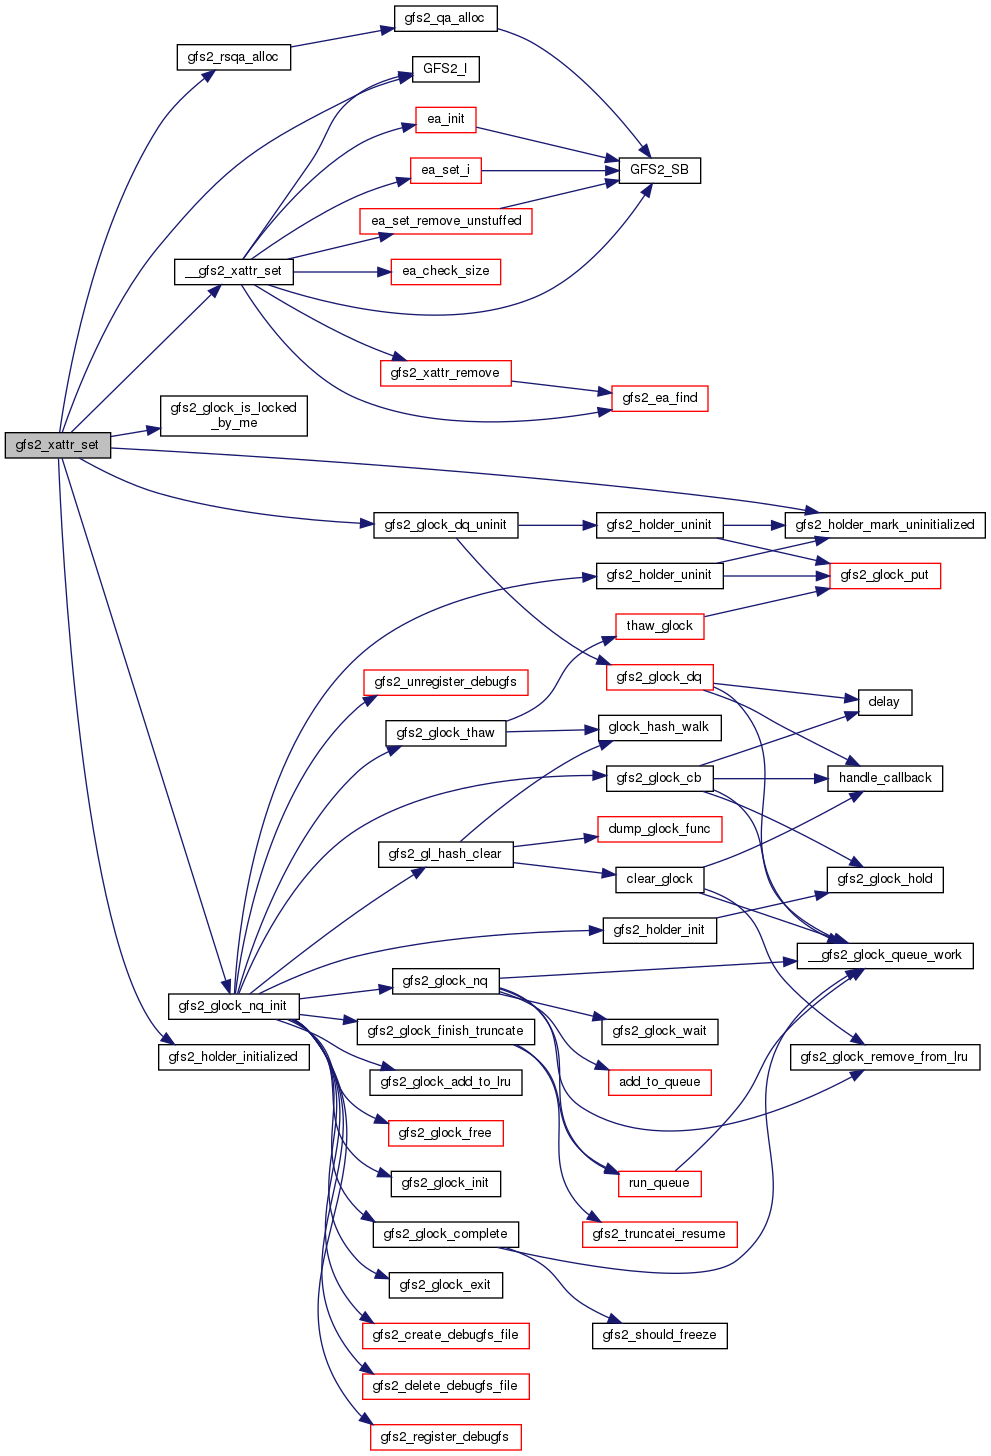 gfs2_qa_alloc
gfs2_rsqa_alloc
GFS2_I
ea_init
GFS2_SB
ea_set_i
ea_set_remove_unstuffed
__gfs2_xattr_set
ea_check_size
gfs2_xattr_remove
gfs2_ea_find
gfs2_glock_is_locked
_by_me
gfs2_xattr_set
gfs2_glock_dq_uninit
gfs2_holder_uninit
gfs2_holder_mark_uninitialized
gfs2_holder_uninit
gfs2_glock_put
thaw_glock
gfs2_glock_dq
gfs2_unregister_debugfs
delay
gfs2_glock_thaw
glock_hash_walk
gfs2_glock_cb
handle_callback
dump_glock_func
gfs2_gl_hash_clear
clear_glock
gfs2_glock_hold
gfs2_holder_init
__gfs2_glock_queue_work
gfs2_glock_nq
gfs2_glock_nq_init
gfs2_glock_finish_truncate
gfs2_glock_wait
gfs2_holder_initialized
gfs2_glock_remove_from_lru
gfs2_glock_add_to_lru
add_to_queue
gfs2_glock_free
gfs2_glock_init
run_queue
gfs2_glock_complete
gfs2_truncatei_resume
gfs2_glock_exit
gfs2_create_debugfs_file
gfs2_should_freeze
gfs2_delete_debugfs_file
gfs2_register_debugfs